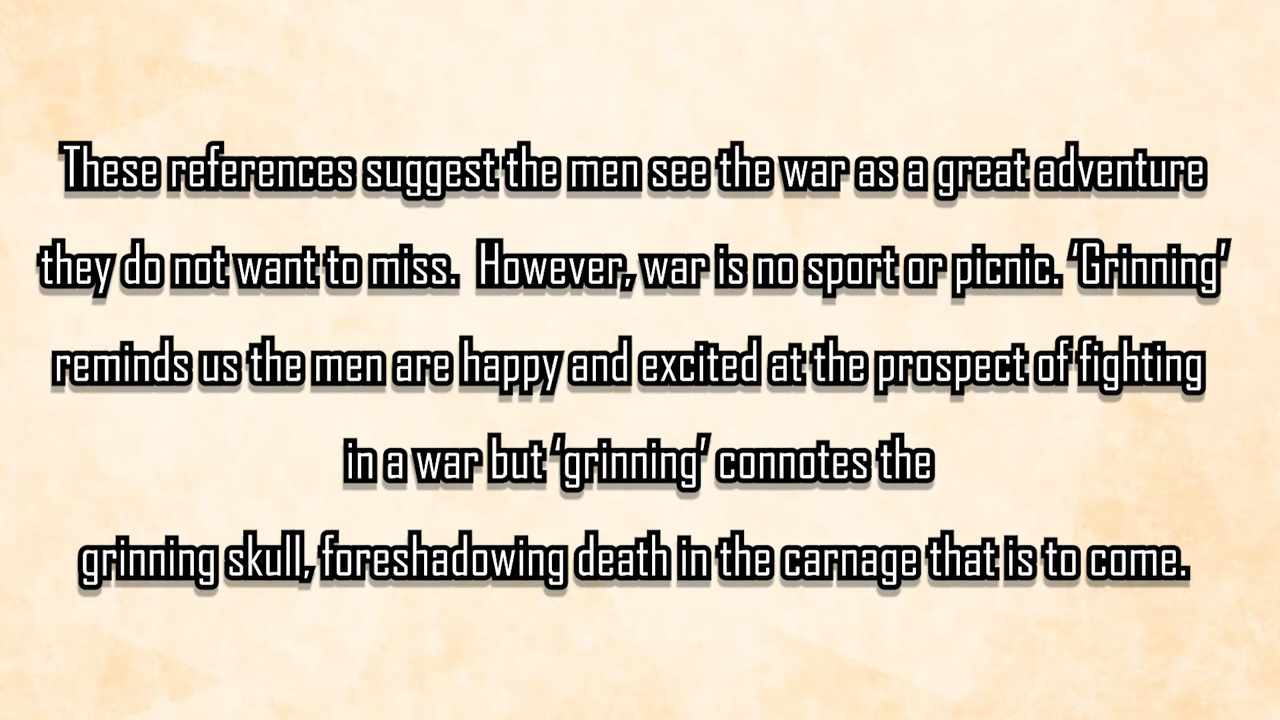 These references suggest the men see the war as a great adventure
they do not want to miss.  However, war is no sport or picnic. ‘Grinning’
reminds us the men are happy and excited at the prospect of fighting
in a war but ‘grinning’ connotes the
grinning skull, foreshadowing death in the carnage that is to come.